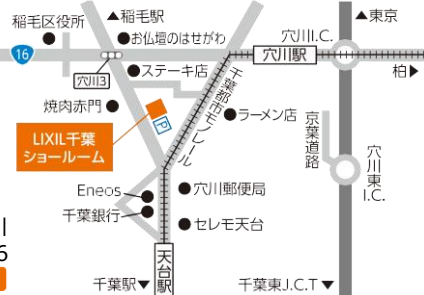 稲毛区役所
▲稲毛駅
▲東京
お仏壇のはせがわ
穴川I.C.
16
穴川3
ステーキ店
穴川駅
柏▶
焼肉赤門
千葉都市モノレール
ラーメン店
京葉道路
P
LIXIL千葉
ショールーム
穴川東I.C.
Eneos
穴川郵便局
千葉銀行
セレモ天台
川
6
天台駅
千葉駅▼
千葉東J.C.T▼